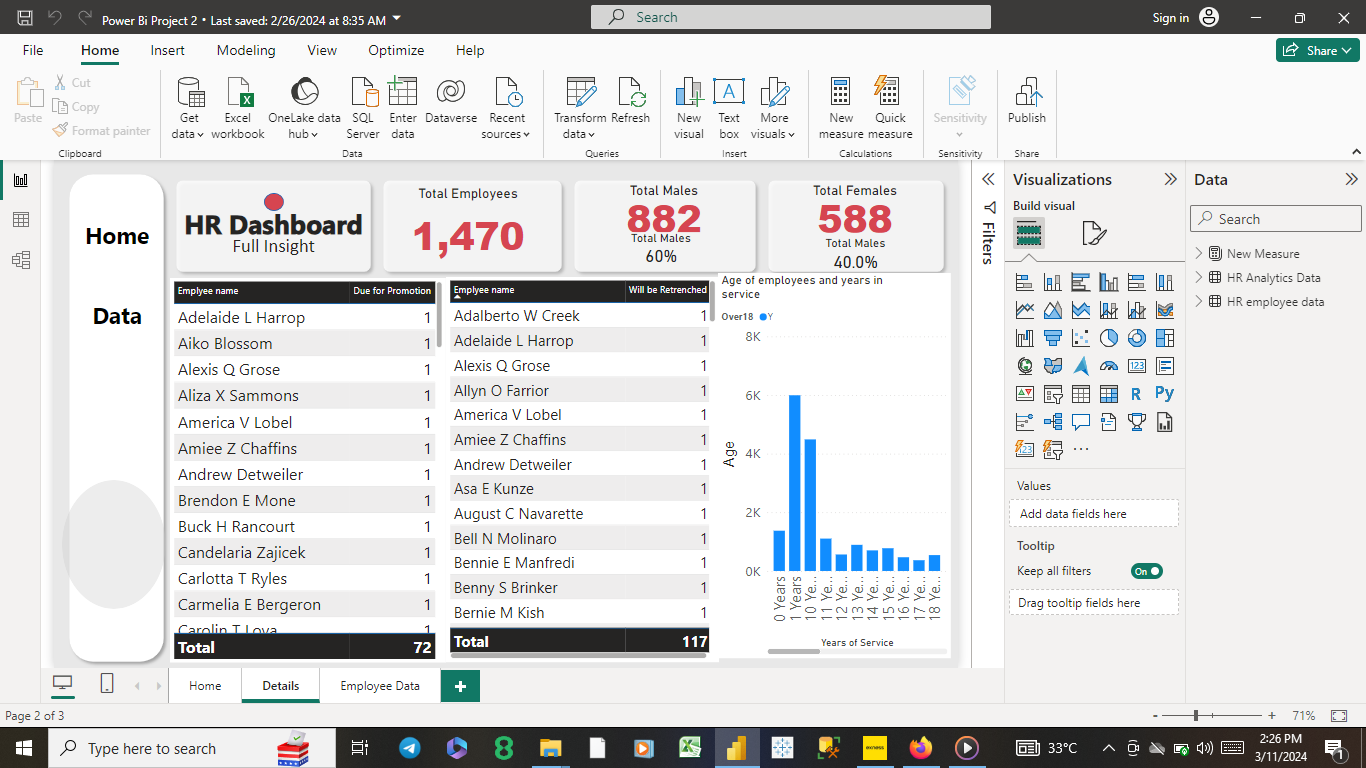 Power Bi Project 2 • Last saved: 2/26/2024 at 8:35 AM
Search
Sign in
File
Home
Insert
Modeling
View
Optimize
Help
Share
Paste
Cut
Copy
Format painter
Clipboard
Get data
Excel workbook
OneLake data hub
SQL Server
Enter data
Dataverse
Recent sources
Data
Transform data
Refresh
Queries
New visual
Text box
More visuals
Insert
New measure
Quick measure
Calculations
Sensitivity
Sensitivity
Publish
Share
Home
Data
HR Dashboard
Full Insight
Total Employees
1,470
Total Males
882
Total Males
60%
Total Females
588
Total Males
40.0%
Emplyee name Due for Promotion
Adelaide L Harrop 1
Aiko Blossom 1
Alexis Q Grose 1
Aliza X Sammons 1
America V Lobel 1
Amiee Z Chaffins 1
Andrew Detweiler 1
Brendon E Mone 1
Buck H Rancourt 1
Candelaria Zajicek 1
Carlotta T Ryles 1
Carmelia E Bergeron 1
Carolin T Loya 1
Total 72
Emplyee name Will be Retrenched
Adalberto W Creek 1
Adelaide L Harrop 1
Alexis Q Grose 1
Allyn O Farrior 1
America V Lobel 1
Amiee Z Chaffins 1
Andrew Detweiler 1
Asa E Kunze 1
August C Navarette 1
Bell N Molinaro 1
Bennie E Manfredi 1
Benny S Brinker 1
Bernie M Kish 1
Total 117
Age of employees and years in
service
Over18 Y
8K
6K
4K
2K
0K
Age
0 Years
1 Years
10 Ye...
11 Ye...
12 Ye...
13 Ye...
14 Ye...
15 Ye...
16 Ye...
17 Ye...
18 Ye...
Years of Service
Filters
Visualizations
Build visual
R
Py
123
123
Values
Add data fields here
Tooltip
Keep all filters
On
Drag tooltip fields here
Data
Search
New Measure
HR Analytics Data
HR employee data
Home
Details
Employee Data
Page 2 of 3
- + 71%
Type here to search
exness
33°C
2:26 PM
3/11/2024
1